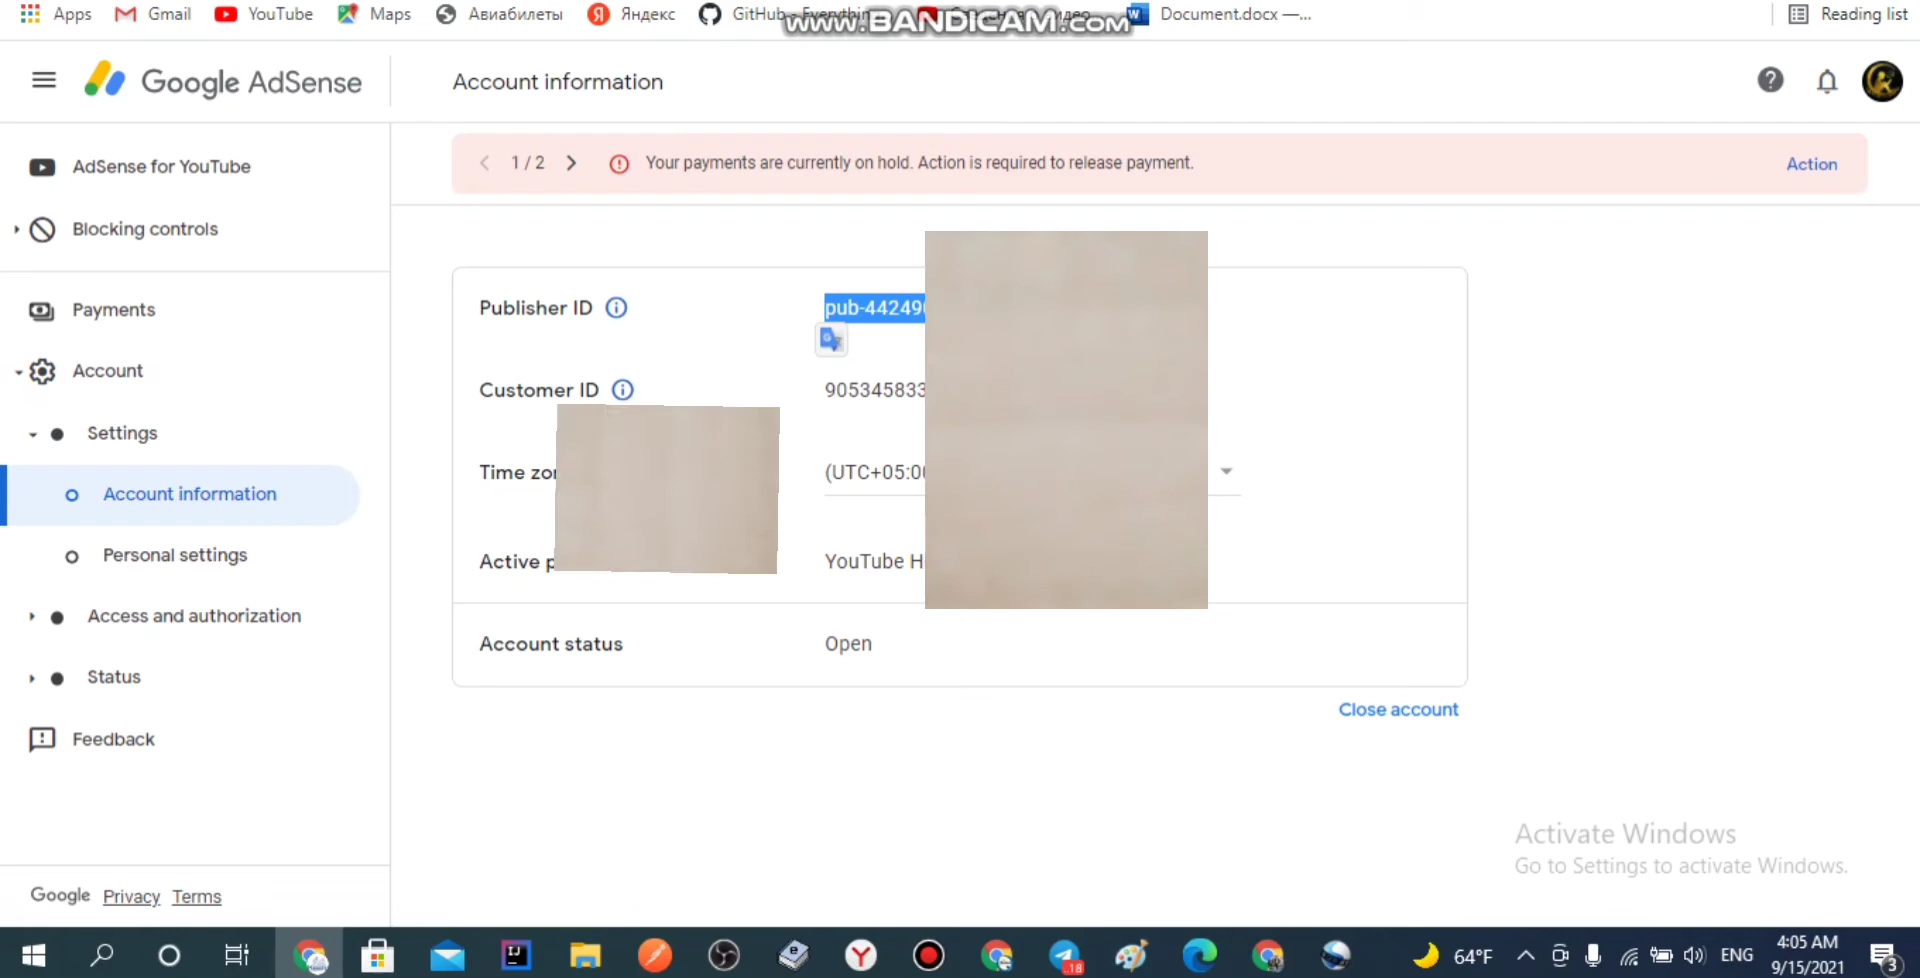 Apps Gmail YouTube Maps Авиабилеты Яндекс GitHub - Document.docx —... Reading list
www.BANDICAM.com
Google AdSense
Account information
AdSense for YouTube
1 / 2
Your payments are currently on hold. Action is required to release payment.
Action
Blocking controls
Payments
Account
Settings
Account information
Personal settings
Access and authorization
Status
Feedback
Publisher ID
pub-44249
Customer ID
905345833
Time zo
(UTC+05:0
Active p
YouTube H
Account status
Open
Close account
Activate Windows
Go to Settings to activate Windows.
Google Privacy Terms
18
64°F
ENG
4:05 AM
9/15/2021
3